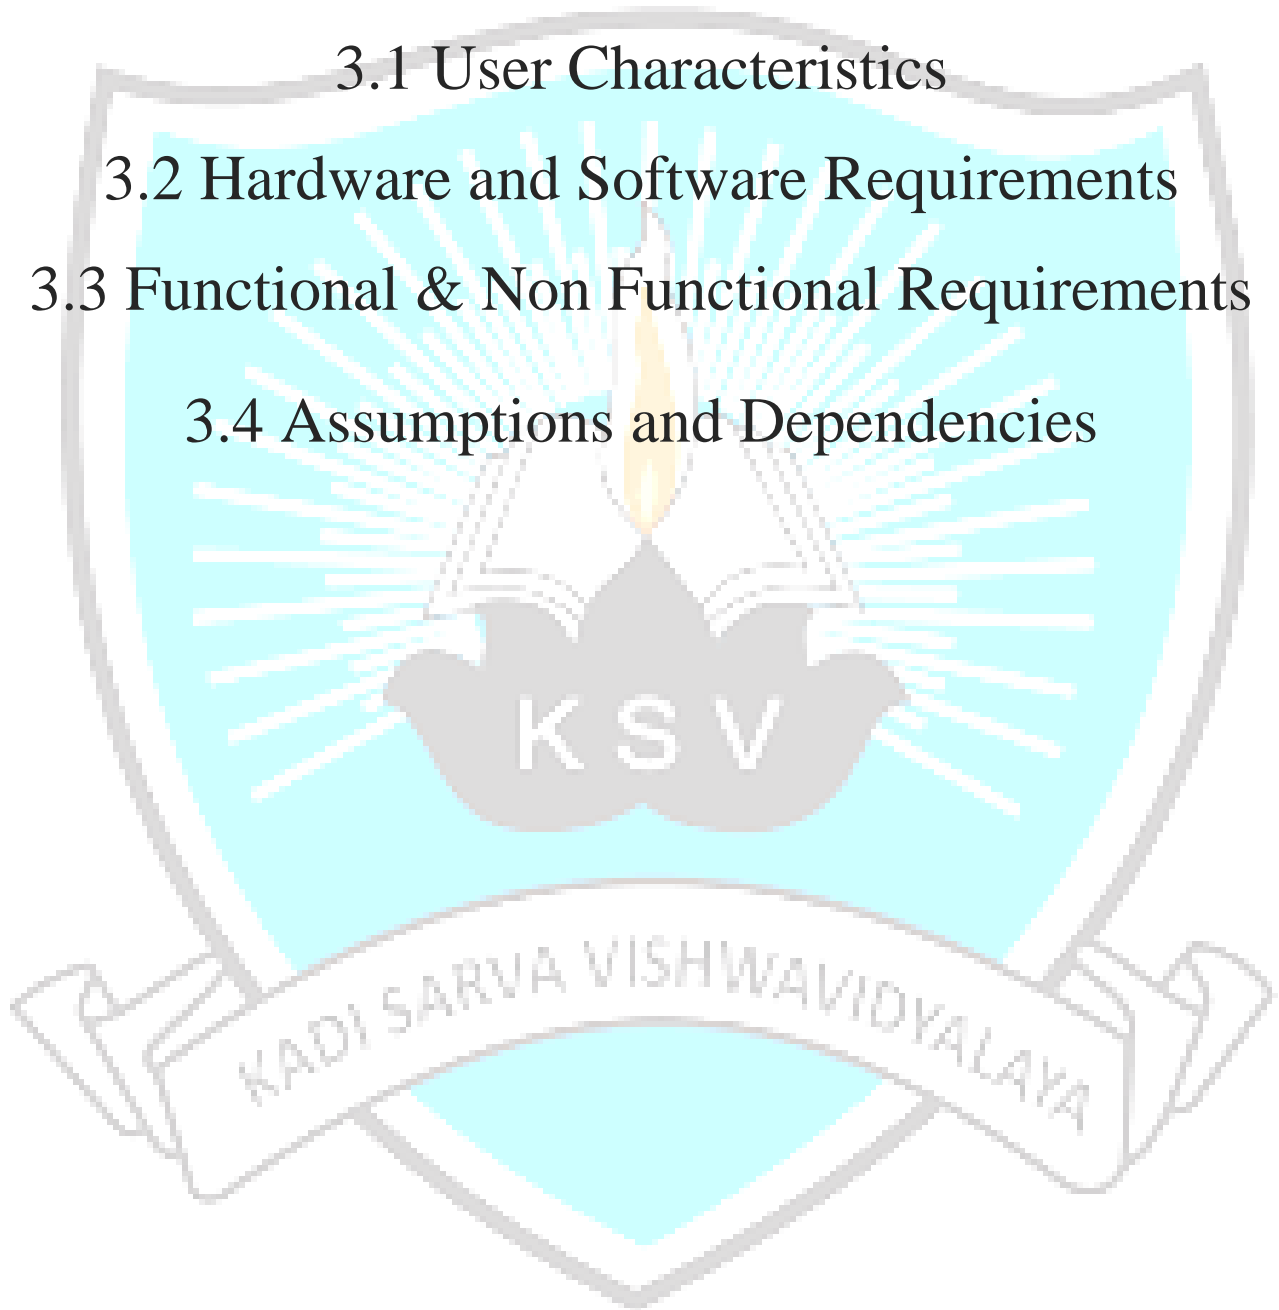 3.1 User Characteristics
3.2 Hardware and Software Requirements
3.3 Functional & Non Functional Requirements
3.4 Assumptions and Dependencies
K S V
KADI SARVA VISHWAVIDYALAYA